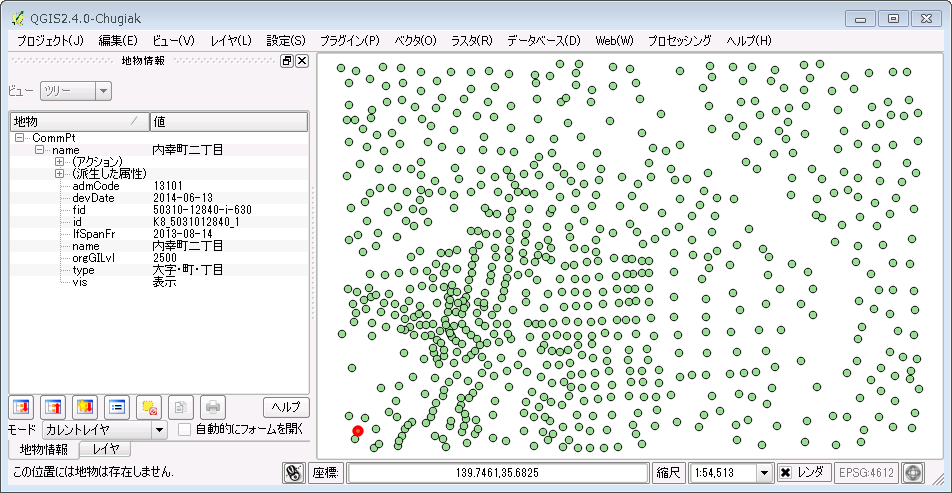 QGIS2.4.0-Chugiak
プロジェクト(J) 編集(E) ビュー(V) レイヤ(L) 設定(S) プラグイン(P) ベクタ(O) ラスタ(R) データベース(D) Web(W) プロセッシング ヘルプ(H)
地物情報
ビュー ツリー
地物 値
CommPt
name 内幸町二丁目
(アクション)
(派生した属性)
admCode 13101
devDate 2014-06-13
fid 50310-12840-i-630
id K8_5031012840_1
lfSpanFr 2013-08-14
name 内幸町二丁目
orgGILvl 2500
type 大字・町・丁目
vis 表示
ヘルプ
モード カレントレイヤ 自動的にフォームを開く
地物情報 レイヤ
この位置には地物は存在しません. 座標: 139.7461,35.6825 縮尺 1:54,513 レンダ EPSG:4612